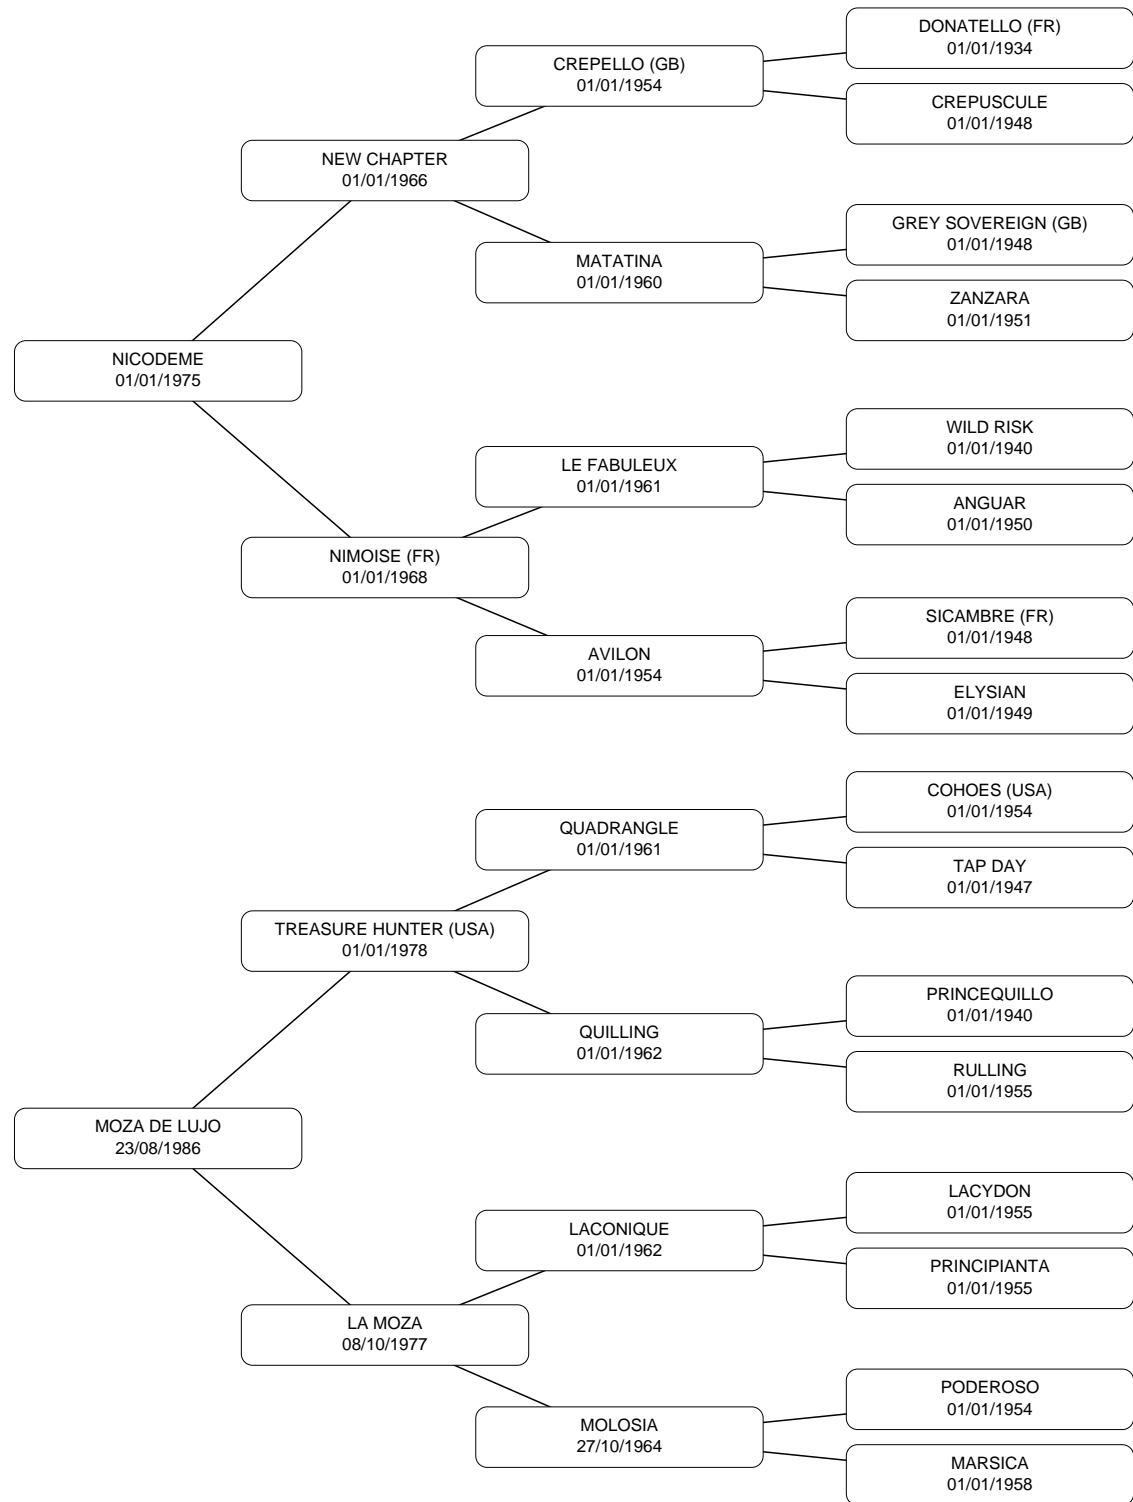 DONATELLO (FR)
01/01/1934
CREPELLO (GB)
01/01/1954
CREPUSCULE
01/01/1948
NEW CHAPTER
01/01/1966
GREY SOVEREIGN (GB)
01/01/1948
MATATINA
01/01/1960
ZANZARA
01/01/1951
NICODEME
01/01/1975
WILD RISK
01/01/1940
LE FABULEUX
01/01/1961
ANGUAR
01/01/1950
NIMOISE (FR)
01/01/1968
SICAMBRE (FR)
01/01/1948
AVILON
01/01/1954
ELYSIAN
01/01/1949
COHOES (USA)
01/01/1954
QUADRANGLE
01/01/1961
TAP DAY
01/01/1947
TREASURE HUNTER (USA)
01/01/1978
PRINCEQUILLO
01/01/1940
QUILLING
01/01/1962
RULLING
01/01/1955
MOZA DE LUJO
23/08/1986
LACYDON
01/01/1955
LACONIQUE
01/01/1962
PRINCIPIANTA
01/01/1955
LA MOZA
08/10/1977
PODEROSO
01/01/1954
MOLOSIA
27/10/1964
MARSICA
01/01/1958